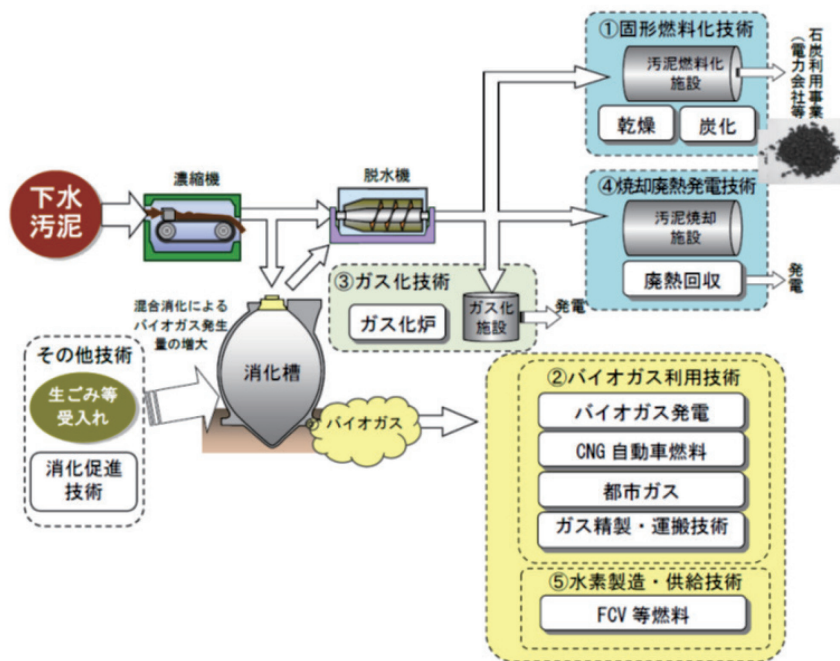 下水
汚泥
濃縮機
脱水機
①固形燃料化技術
汚泥燃料化
施設
乾燥
炭化
石炭利用事業
(電力会社等
④焼却廃熱発電技術
汚泥焼却
施設
廃熱回収
発電
③ガス化技術
ガス化炉
ガス化
施設
発電
混合消化による
バイオガス発生
量の増大
消化槽
その他技術
生ごみ等
受入れ
消化促進
技術
バイオガス
②バイオガス利用技術
バイオガス発電
CNG 自動車燃料
都市ガス
ガス精製・運搬技術
⑤水素製造・供給技術
FCV 等燃料